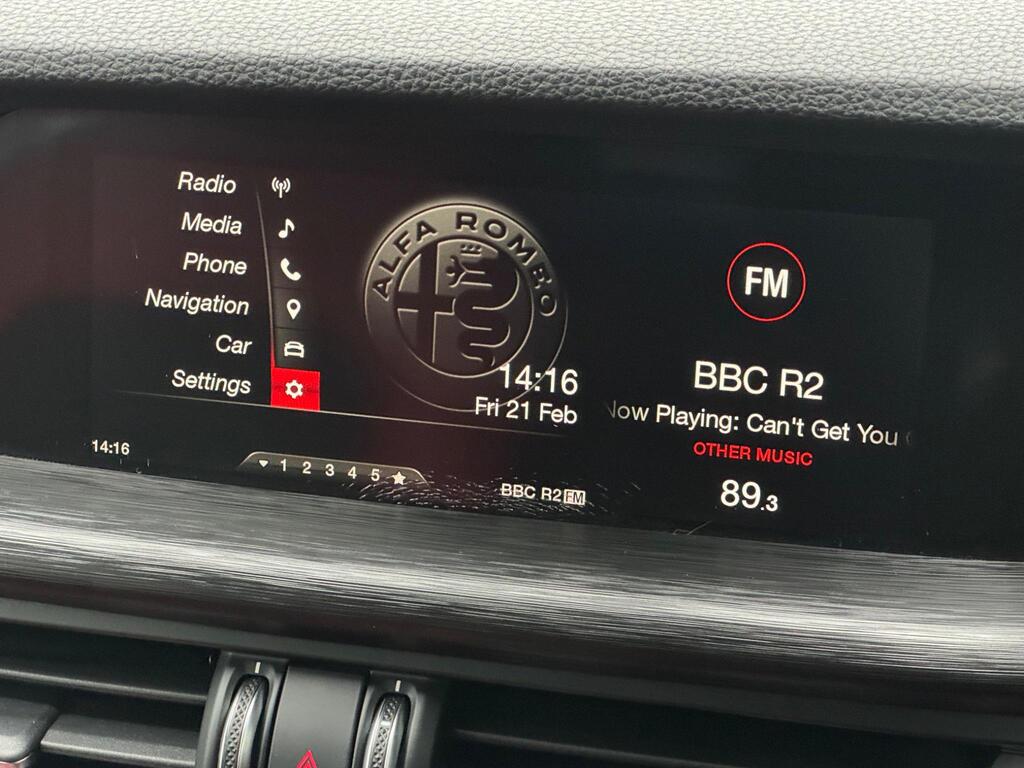 Radio
Media
Phone
Navigation
Car
Settings
ALFA ROMEO
14:16
Fri 21 Feb
14:16
1 2 3 4 5
BBC R2 FM
FM
BBC R2
Now Playing: Can't Get You
OTHER MUSIC
89.3